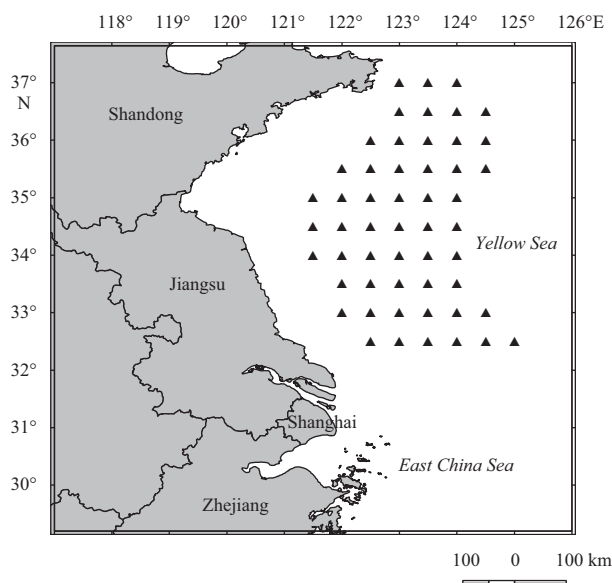 118° 119° 120° 121° 122° 123° 124° 125° 126°E
37°
N
Shandong
36°
35°
Yellow Sea
34°
Jiangsu
33°
32°
Shanghai
31°
East China Sea
30°
Zhejiang
100 0 100 km